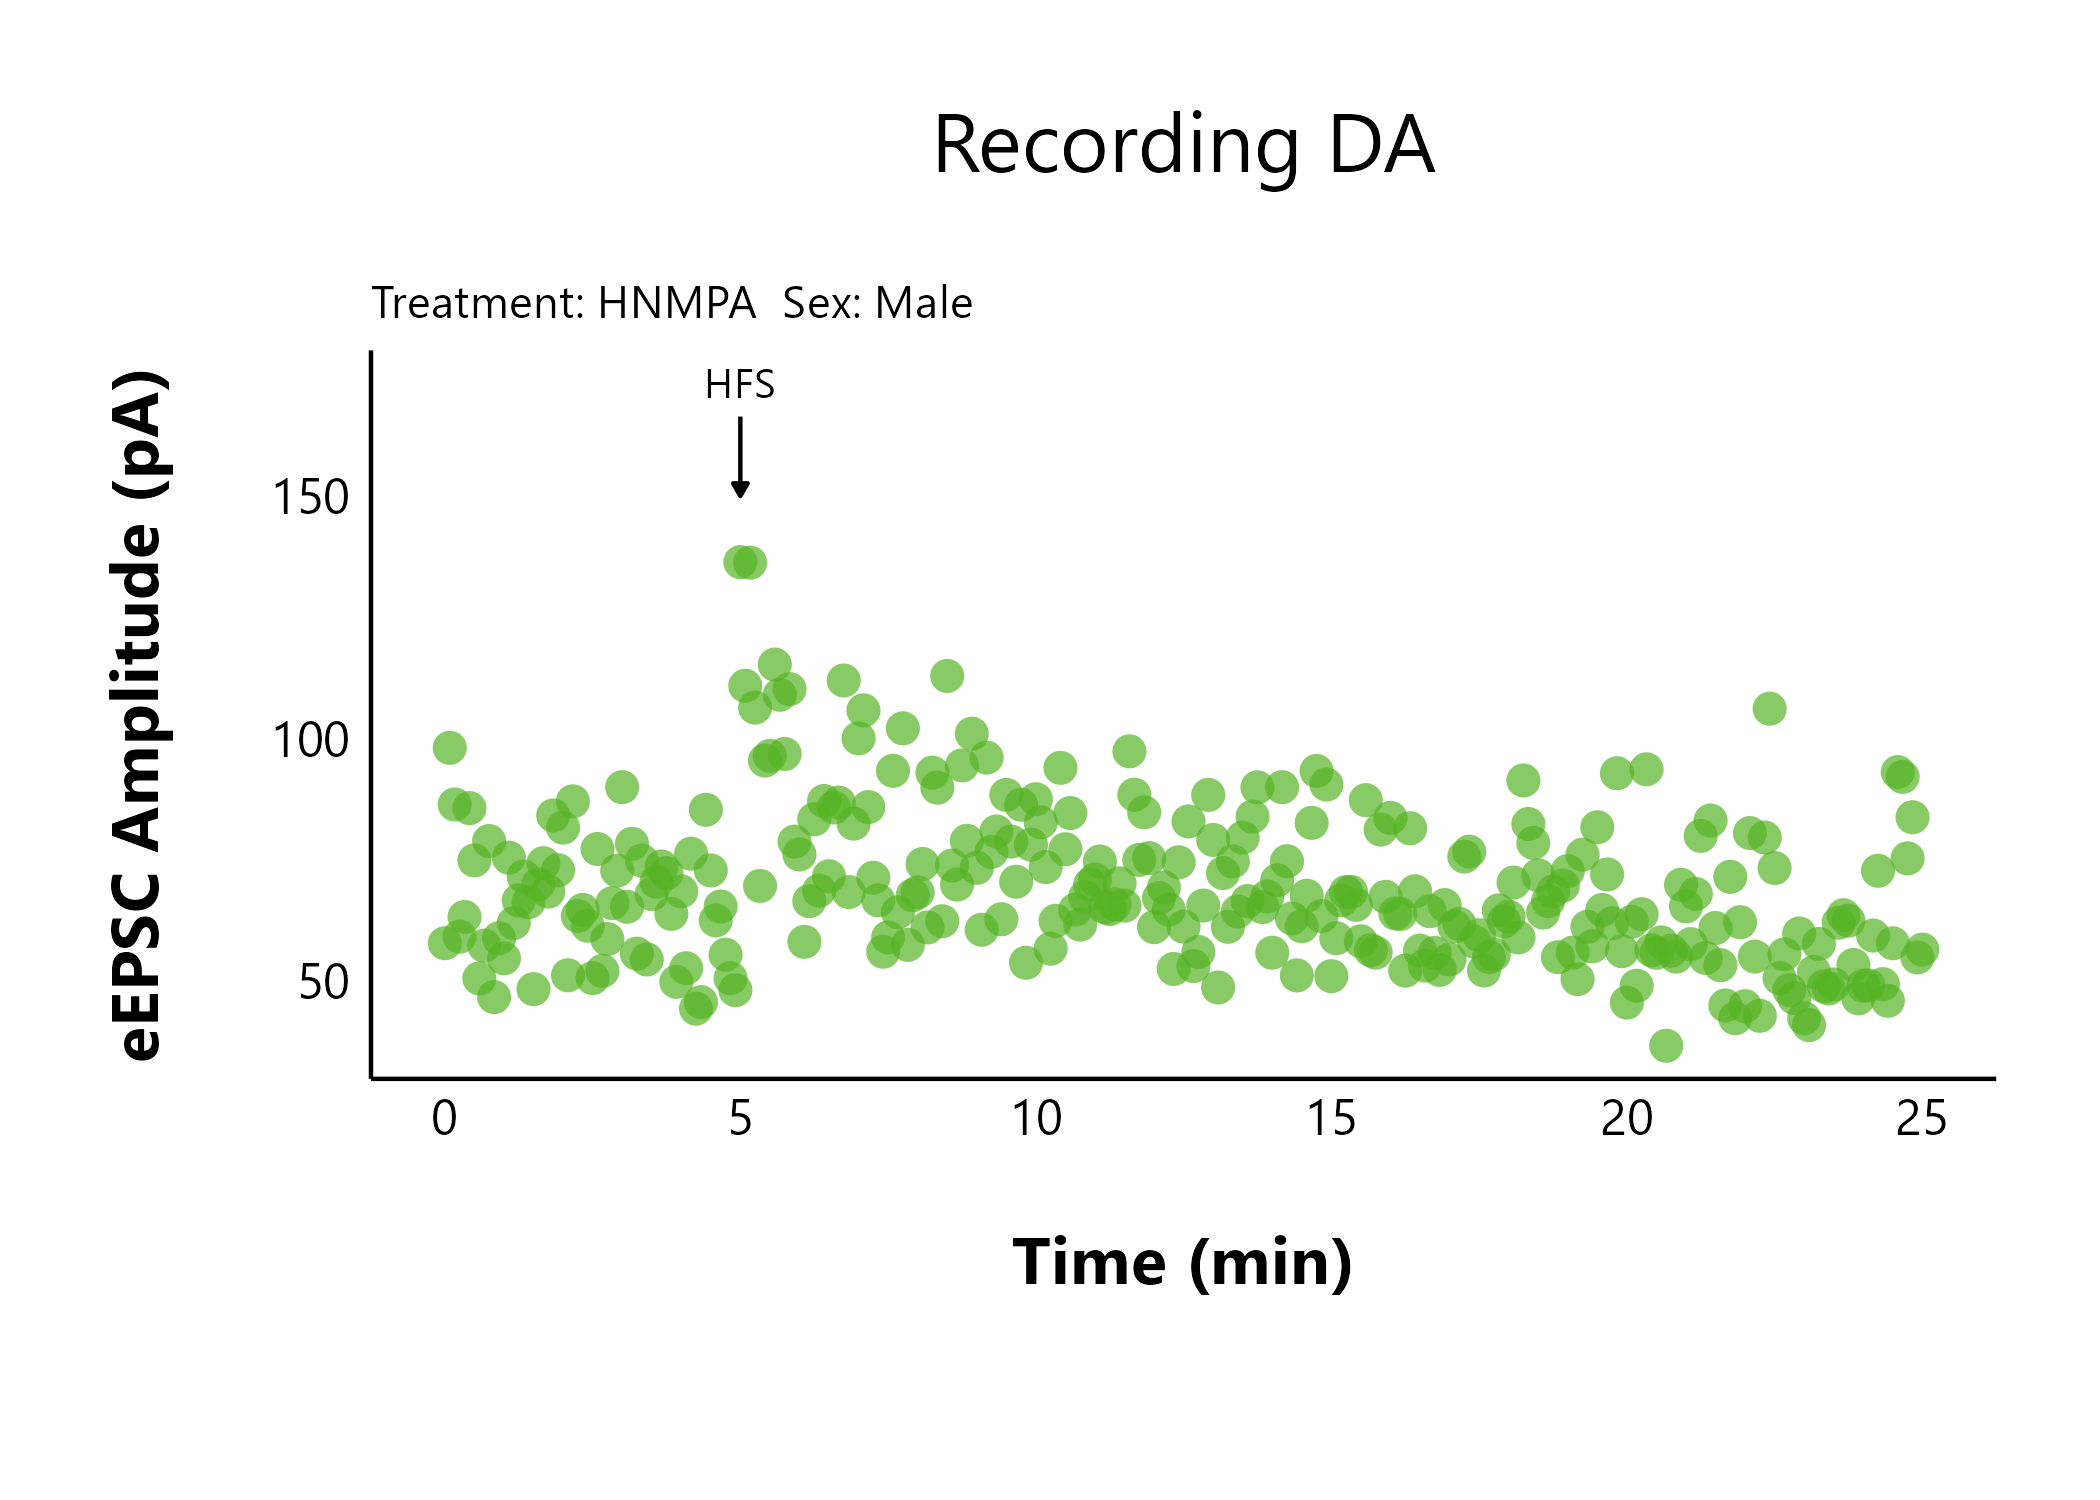 Recording DA
Treatment: HNMPA  Sex: Male
HFS
eEPSC Amplitude (pA)
150
100
50
0 5 10 15 20 25
Time (min)